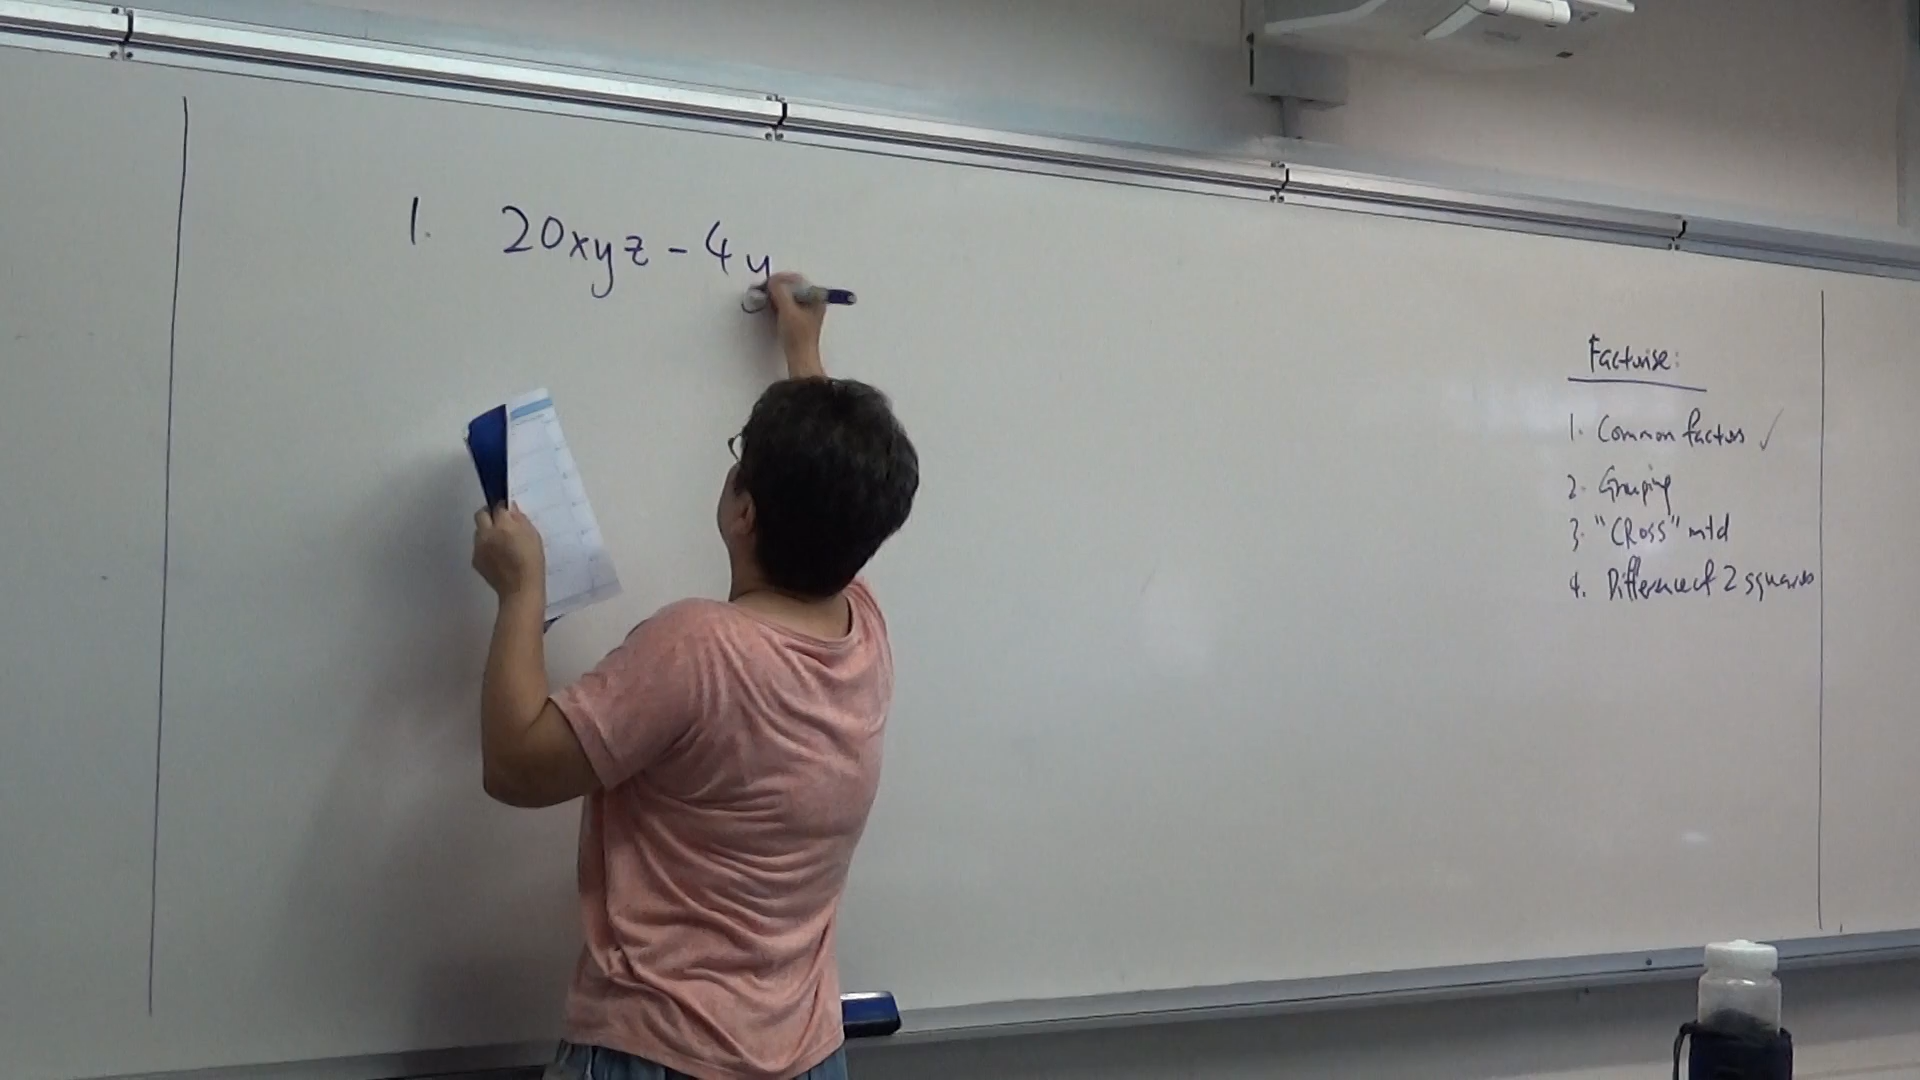 1. 20xyz - 4y
Factorise:
1. Common factors ✓
2. Grouping
3. "CRoss" mtd
4. Difference of 2 squares